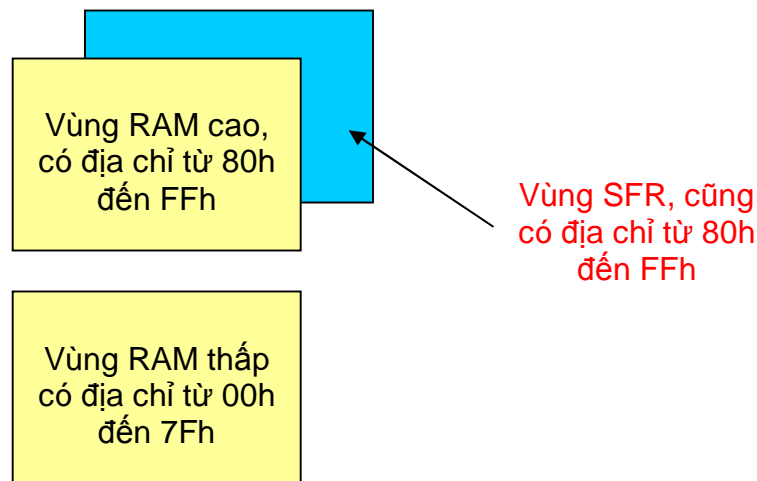 Vùng RAM cao,
có địa chỉ từ 80h
đến FFh
Vùng SFR, cũng
có địa chỉ từ 80h
đến FFh
Vùng RAM thấp
có địa chỉ từ 00h
đến 7Fh